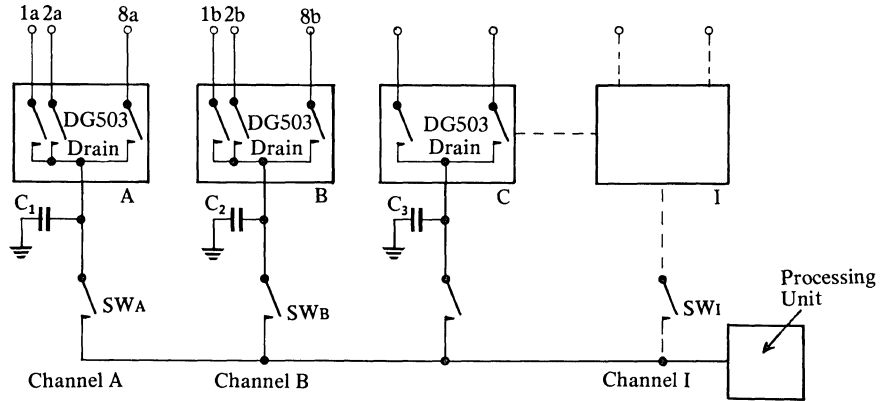 1a 2a 8a 1b 2b 8b
DG503 DG503 DG503
Drain Drain Drain
A B C I
C1 C2 C3
SWA SWB SWI
Processing
Unit
Channel A Channel B Channel I